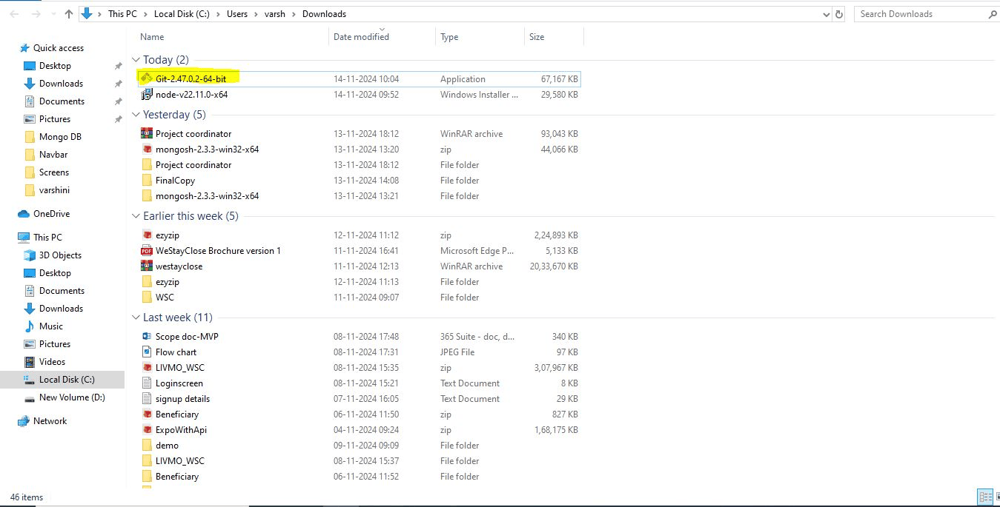 This PC > Local Disk (C:) > Users > varsh > Downloads
Search Downloads
Name Date modified Type Size
Quick access
Desktop
Downloads
Documents
Pictures
Mongo DB
Navbar
Screens
varshini
OneDrive
This PC
3D Objects
Desktop
Documents
Downloads
Music
Pictures
Videos
Local Disk (C:)
New Volume (D:)
Network
Today (2)
Git-2.47.0.2-64-bit 14-11-2024 10:04 Application 67,167 KB
node-v22.11.0-x64 14-11-2024 09:52 Windows Installer ... 29,580 KB
Yesterday (5)
Project coordinator 13-11-2024 18:12 WinRAR archive 93,043 KB
mongosh-2.3.3-win32-x64 13-11-2024 13:20 zip 44,066 KB
Project coordinator 13-11-2024 18:12 File folder
FinalCopy 13-11-2024 14:08 File folder
mongosh-2.3.3-win32-x64 13-11-2024 13:21 File folder
Earlier this week (5)
ezyzip 12-11-2024 11:12 zip 2,24,893 KB
PDF WeStayClose Brochure version 1 11-11-2024 16:41 Microsoft Edge P... 5,133 KB
westayclose 11-11-2024 12:13 WinRAR archive 20,33,670 KB
ezyzip 12-11-2024 11:13 File folder
WSC 11-11-2024 09:07 File folder
Last week (11)
Scope doc-MVP 08-11-2024 17:48 365 Suite - doc, d... 340 KB
Flow chart 08-11-2024 17:31 JPEG File 97 KB
LIVMO_WSC 08-11-2024 15:35 zip 3,07,967 KB
Loginscreen 08-11-2024 15:21 Text Document 8 KB
signup details 07-11-2024 16:05 Text Document 29 KB
Beneficiary 06-11-2024 11:50 zip 827 KB
ExpoWithApi 04-11-2024 09:24 zip 1,68,175 KB
demo 09-11-2024 09:09 File folder
LIVMO_WSC 08-11-2024 15:37 File folder
Beneficiary 06-11-2024 11:52 File folder
46 items